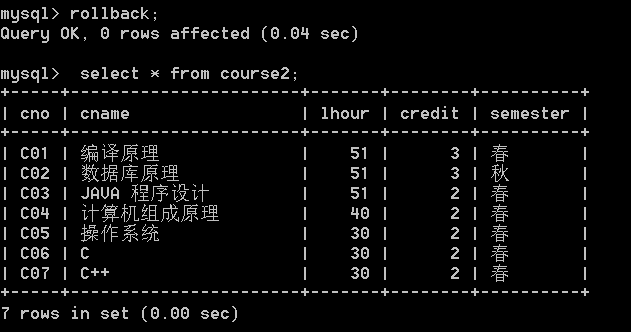 mysql> rollback;
Query OK, 0 rows affected (0.04 sec)
mysql>  select * from course2;
+-----+----------------------+-------+--------+----------+
| cno | cname | lhour | credit | semester |
+-----+----------------------+-------+--------+----------+
| C01 | 编译原理 | 51 | 3 | 春 |
| C02 | 数据库原理 | 51 | 3 | 秋 |
| C03 | JAVA 程序设计 | 51 | 2 | 春 |
| C04 | 计算机组成原理 | 40 | 2 | 春 |
| C05 | 操作系统 | 30 | 2 | 春 |
| C06 | C | 30 | 2 | 春 |
| C07 | C++ | 30 | 2 | 春 |
+-----+----------------------+-------+--------+----------+
7 rows in set (0.00 sec)